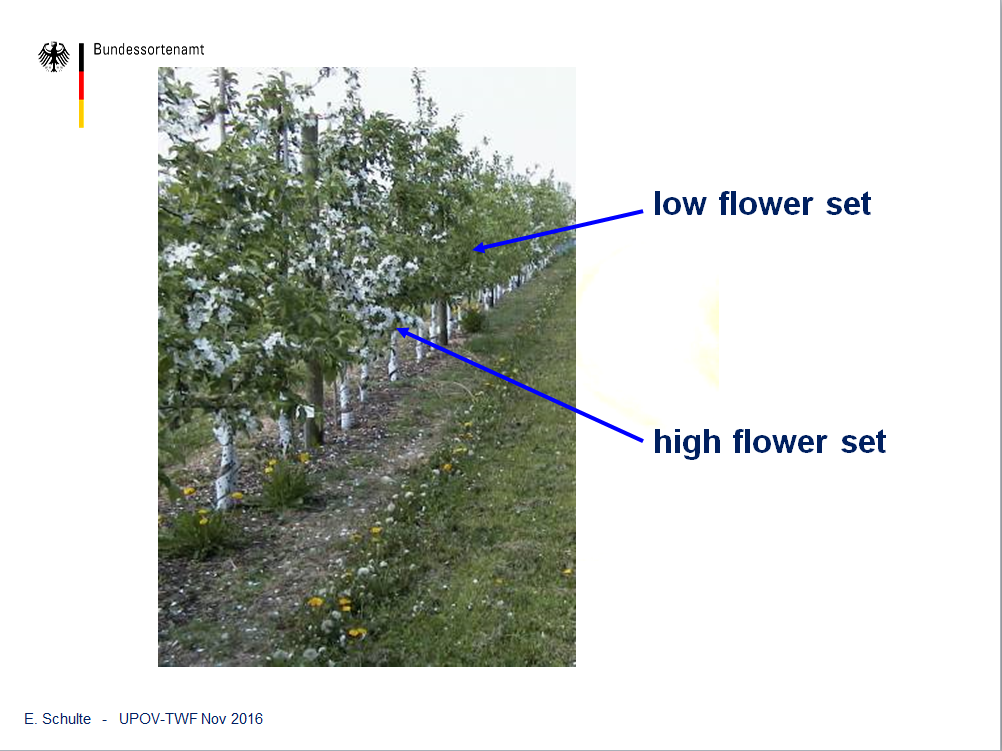 Bundessortenamt
low flower set
high flower set
E. Schulte - UPOV-TWF Nov 2016